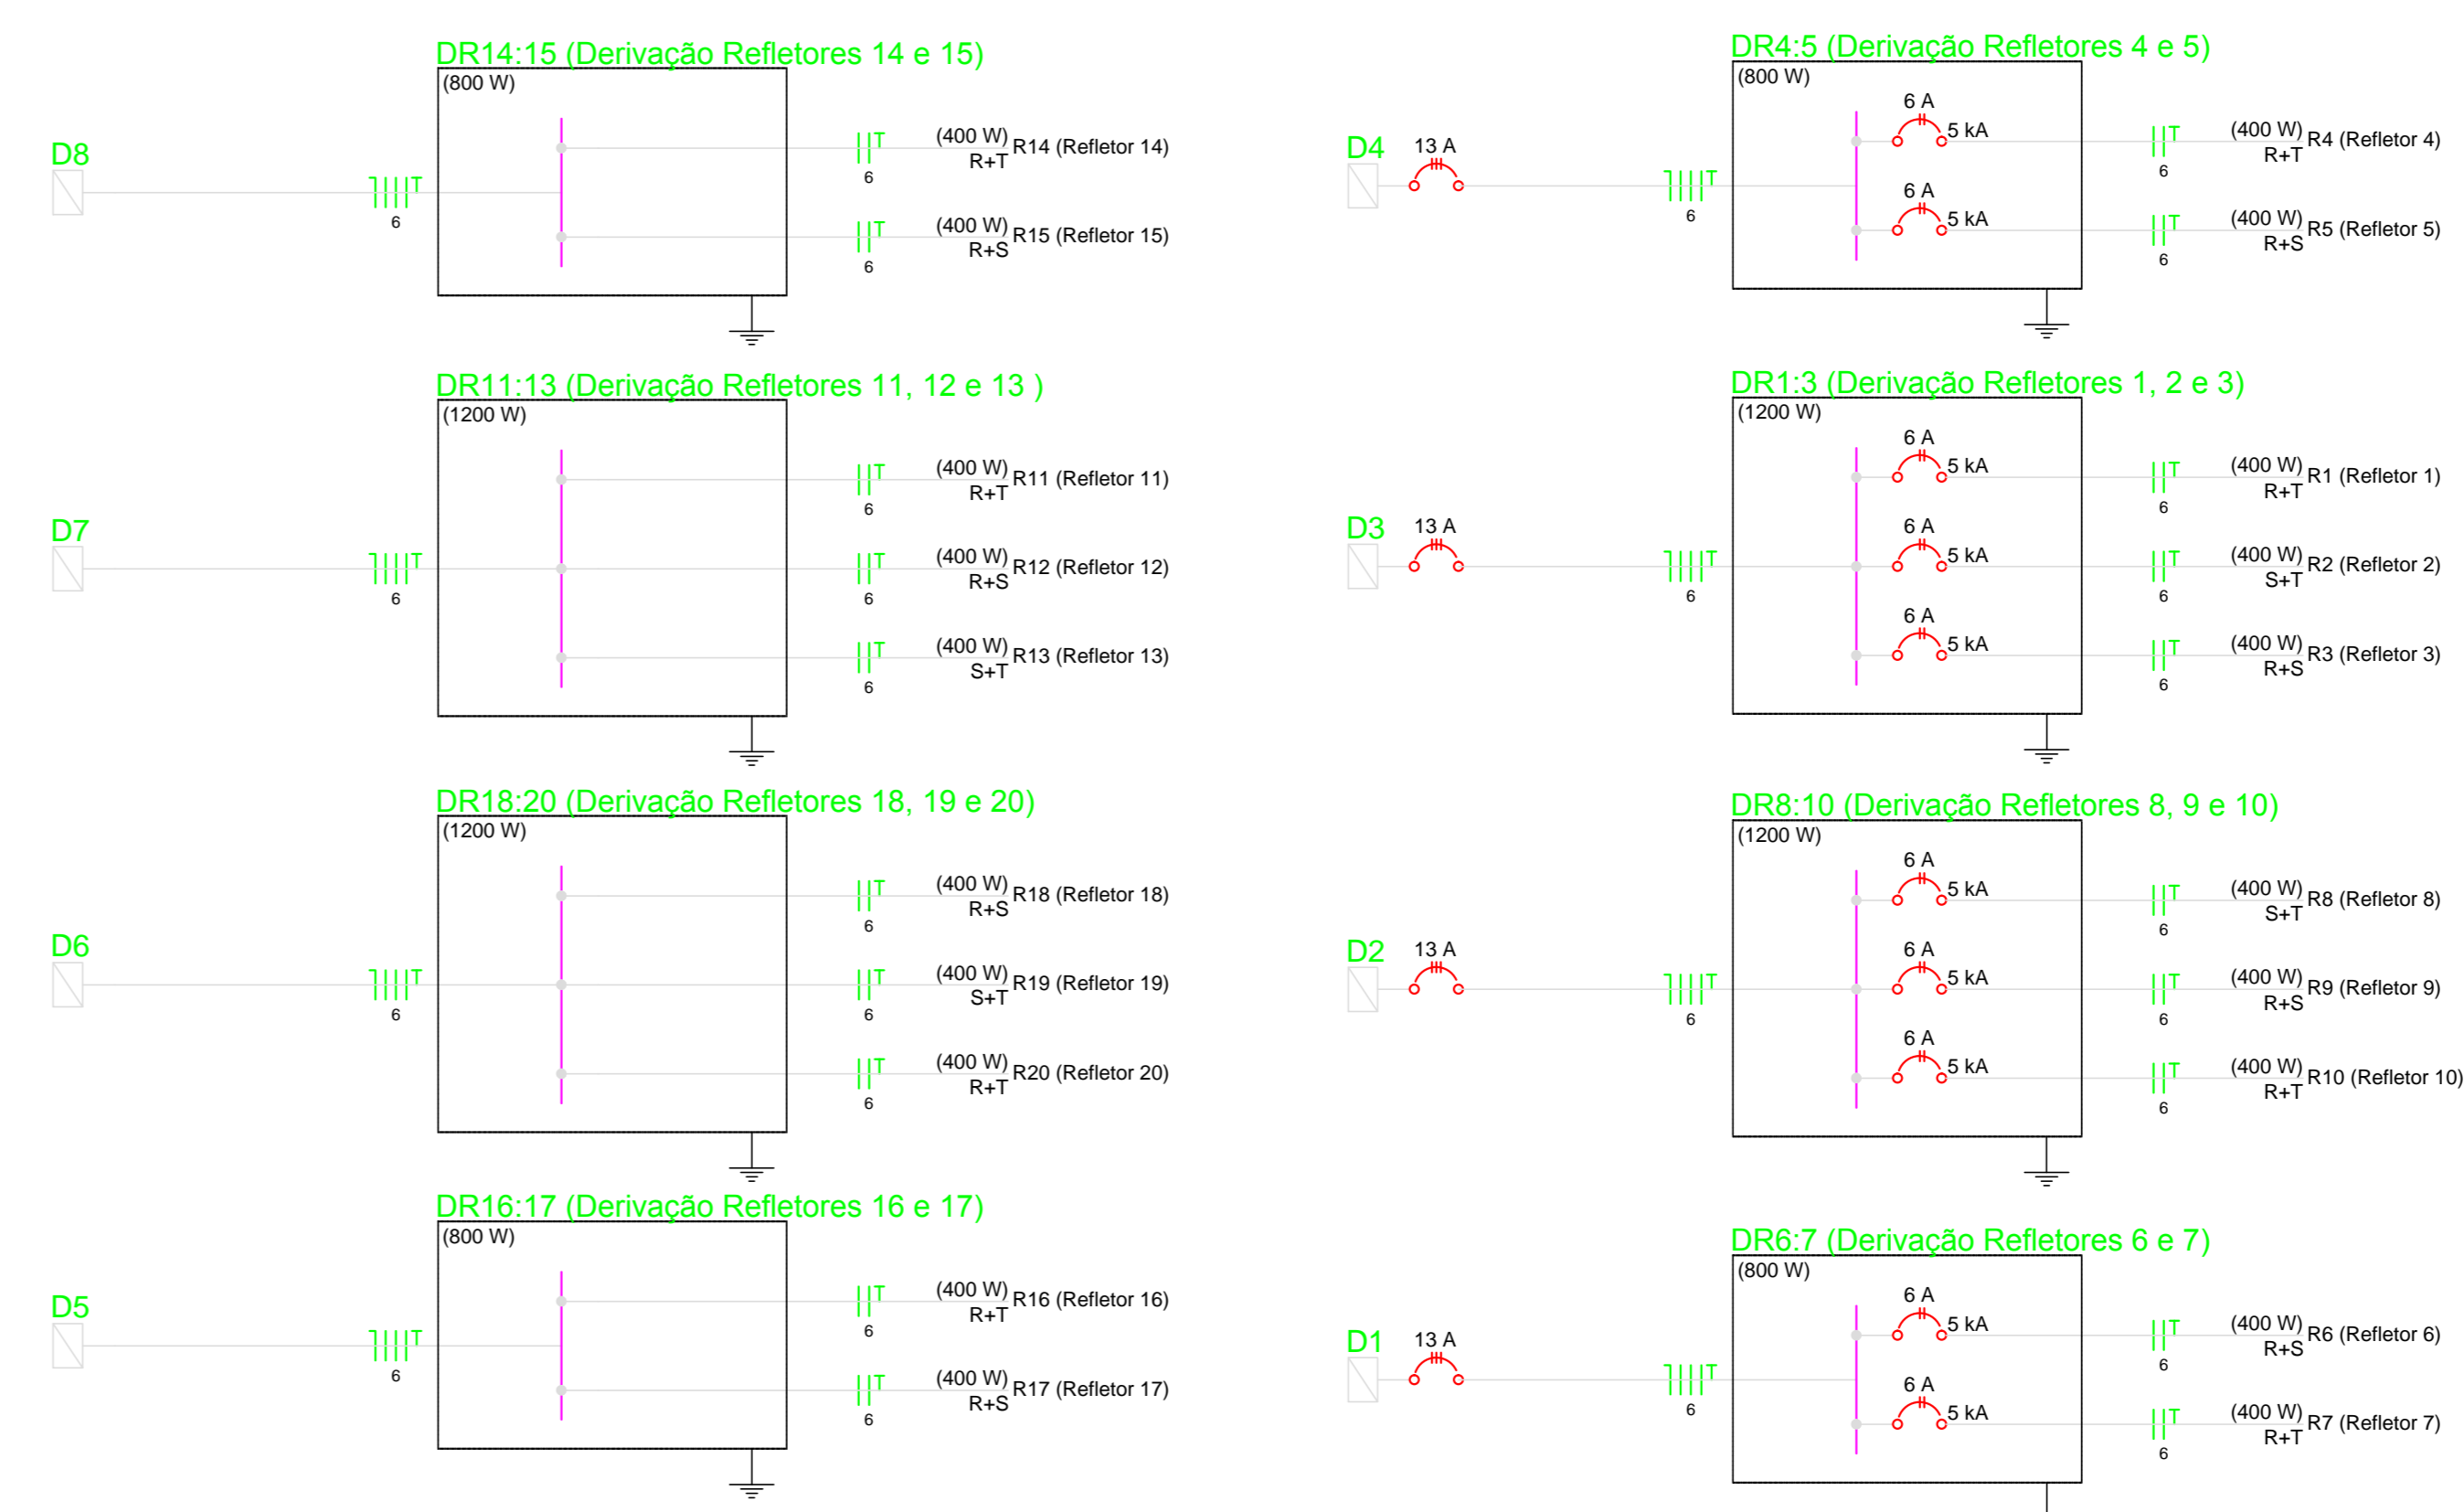 DR14:15 (Derivação Refletores 14 e 15)
(800 W)
D8
6
(400 W)
R+T
R14 (Refletor 14)
6
(400 W)
R+S
R15 (Refletor 15)
6
DR11:13 (Derivação Refletores 11, 12 e 13 )
(1200 W)
D7
6
(400 W)
R+T
R11 (Refletor 11)
6
(400 W)
R+S
R12 (Refletor 12)
6
(400 W)
S+T
R13 (Refletor 13)
6
DR18:20 (Derivação Refletores 18, 19 e 20)
(1200 W)
D6
6
(400 W)
R+S
R18 (Refletor 18)
6
(400 W)
S+T
R19 (Refletor 19)
6
(400 W)
R+T
R20 (Refletor 20)
6
DR16:17 (Derivação Refletores 16 e 17)
(800 W)
D5
6
(400 W)
R+T
R16 (Refletor 16)
6
(400 W)
R+S
R17 (Refletor 17)
6
DR4:5 (Derivação Refletores 4 e 5)
(800 W)
D4
13 A
6
6 A
5 kA
(400 W)
R+T
R4 (Refletor 4)
6
6 A
5 kA
(400 W)
R+S
R5 (Refletor 5)
6
DR1:3 (Derivação Refletores 1, 2 e 3)
(1200 W)
D3
13 A
6
6 A
5 kA
(400 W)
R+T
R1 (Refletor 1)
6
6 A
5 kA
(400 W)
S+T
R2 (Refletor 2)
6
6 A
5 kA
(400 W)
R+S
R3 (Refletor 3)
6
DR8:10 (Derivação Refletores 8, 9 e 10)
(1200 W)
D2
13 A
6
6 A
5 kA
(400 W)
S+T
R8 (Refletor 8)
6
6 A
5 kA
(400 W)
R+S
R9 (Refletor 9)
6
6 A
5 kA
(400 W)
R+T
R10 (Refletor 10)
6
DR6:7 (Derivação Refletores 6 e 7)
(800 W)
D1
13 A
6
6 A
5 kA
(400 W)
R+S
R6 (Refletor 6)
6
6 A
5 kA
(400 W)
R+T
R7 (Refletor 7)
6